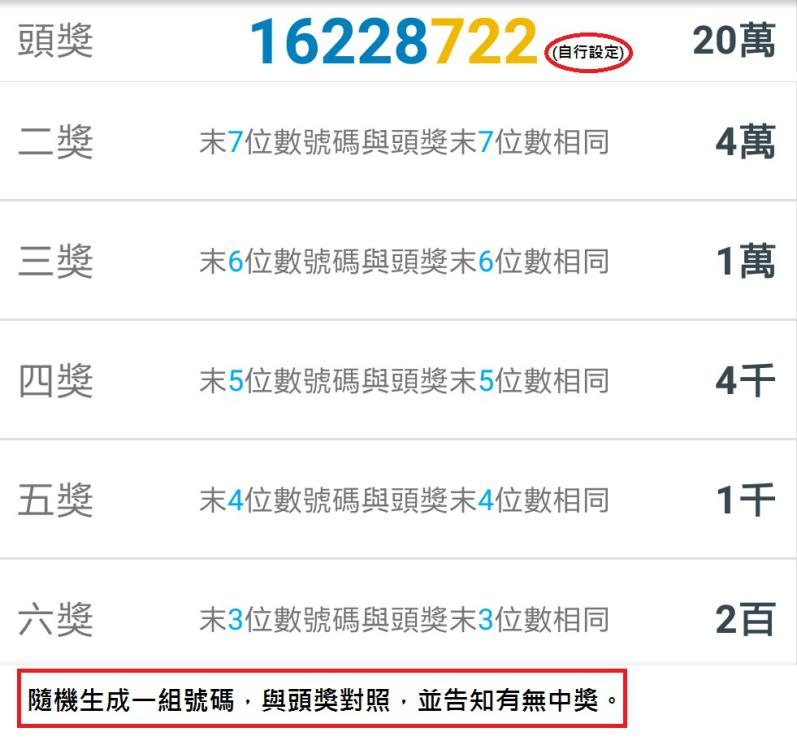 頭獎 16228722 (自行設定) 20萬
二獎 末7位數號碼與頭獎末7位數相同 4萬
三獎 末6位數號碼與頭獎末6位數相同 1萬
四獎 末5位數號碼與頭獎末5位數相同 4千
五獎 末4位數號碼與頭獎末4位數相同 1千
六獎 末3位數號碼與頭獎末3位數相同 2百
隨機生成一組號碼，與頭獎對照，並告知有無中獎。